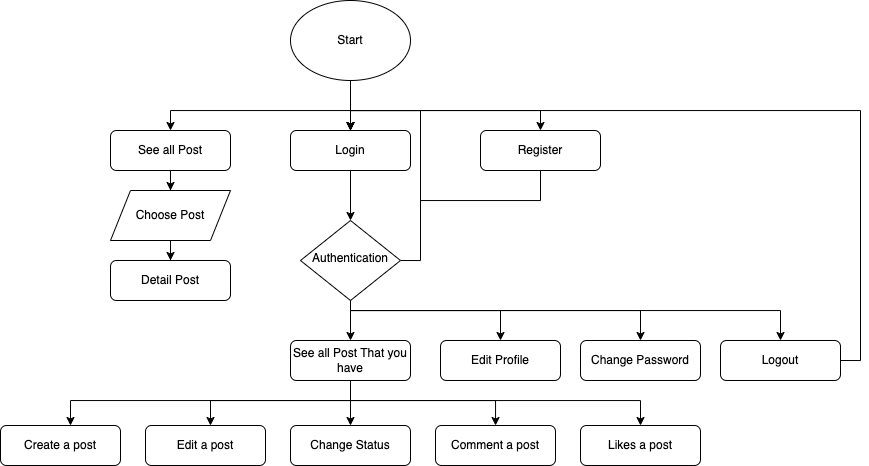 Start
See all Post
Login
Register
Choose Post
Authentication
Detail Post
See all Post That you
have
Edit Profile
Change Password
Logout
Create a post
Edit a post
Change Status
Comment a post
Likes a post